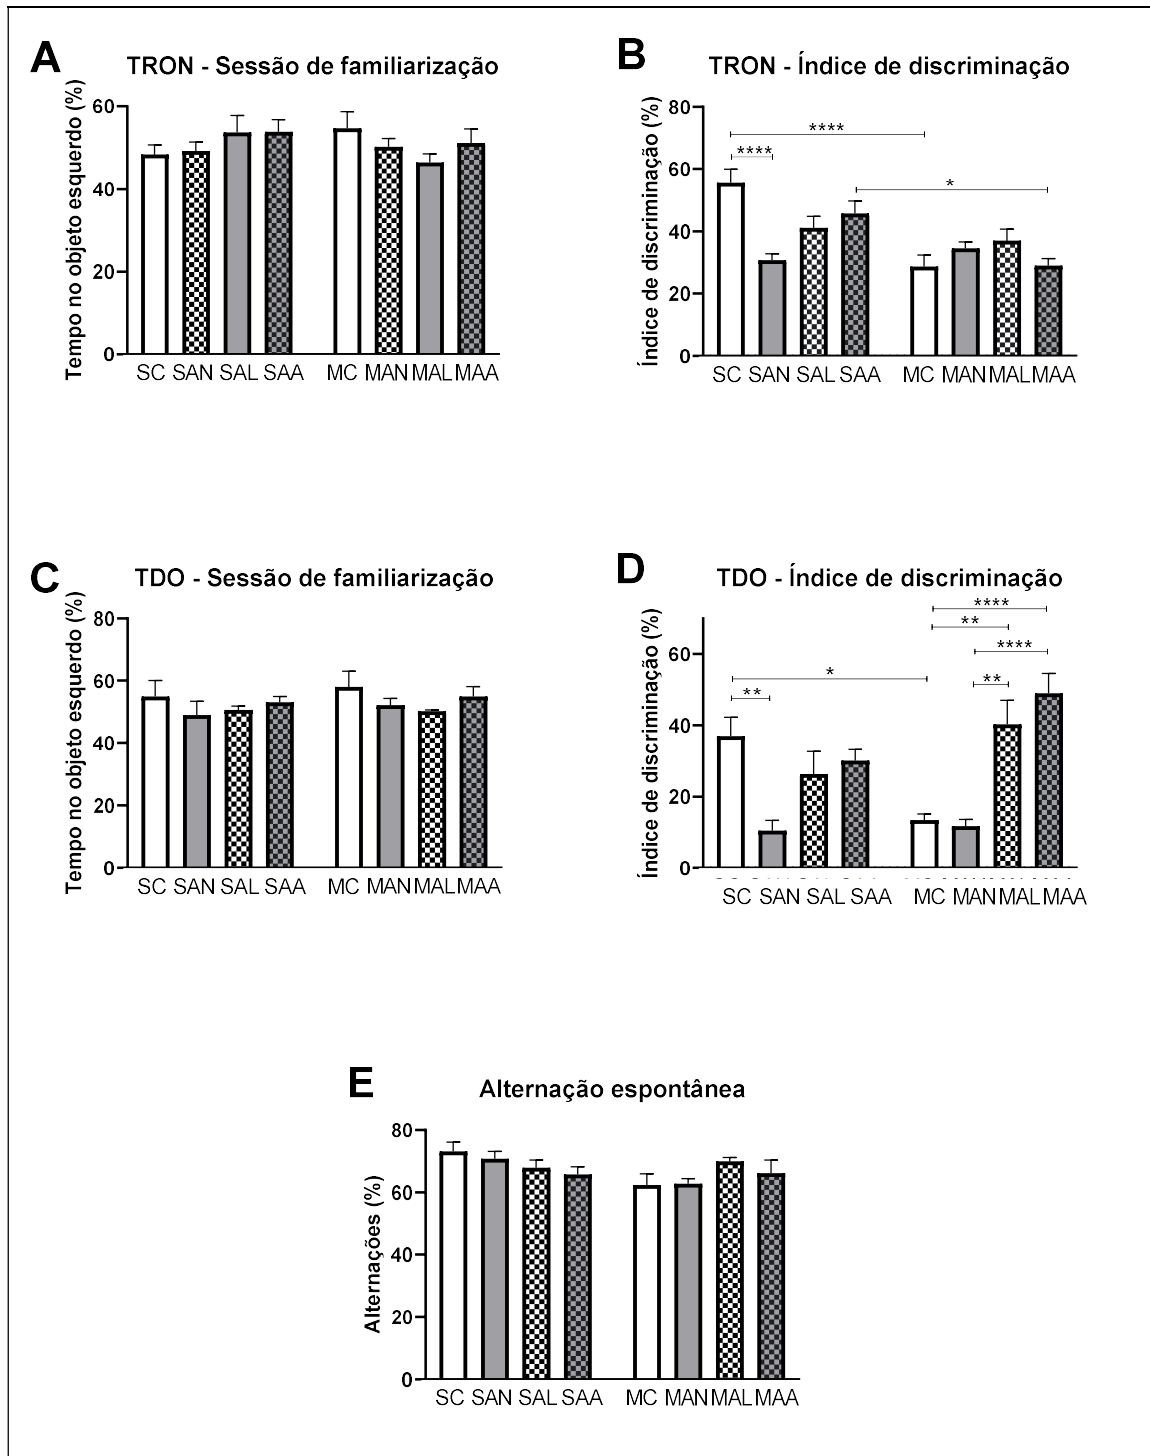 A
TRON - Sessão de familiarização
Tempo no objeto esquerdo (%)
60
40
20
0
SC SAN SAL SAA MC MAN MAL MAA
B
TRON - Índice de discriminação
Índice de discriminação (%)
80
60
40
20
0
****
****
*
SC SAN SAL SAA MC MAN MAL MAA
C
TDO - Sessão de familiarização
Tempo no objeto esquerdo (%)
80
60
40
20
0
SC SAN SAL SAA MC MAN MAL MAA
D
TDO - Índice de discriminação
Índice de discriminação (%)
60
40
20
0
****
**
****
*
**
**
SC SAN SAL SAA MC MAN MAL MAA
E
Alternação espontânea
Alternações (%)
80
60
40
20
0
SC SAN SAL SAA MC MAN MAL MAA